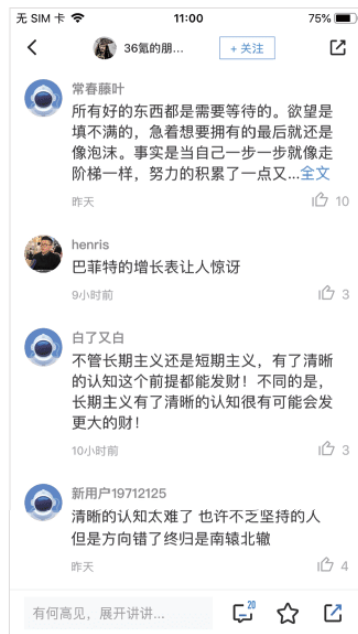 无 SIM 卡
11:00
75%
36氪的朋...
+ 关注
常春藤叶
所有好的东西都是需要等待的。欲望是
填不满的，急着想要拥有的最后就还是
像泡沫。事实是当自己一步一步就像走
阶梯一样，努力的积累了一点又...全文
昨天
10
henris
巴菲特的增长表让人惊讶
9小时前
3
白了又白
不管长期主义还是短期主义，有了清晰
的认知这个前提都能发财！不同的是，
长期主义有了清晰的认知很有可能会发
更大的财！
10小时前
3
新用户19712125
清晰的认知太难了 也许不乏坚持的人
但是方向错了终归是南辕北辙
昨天
4
有何高见，展开讲讲...
20